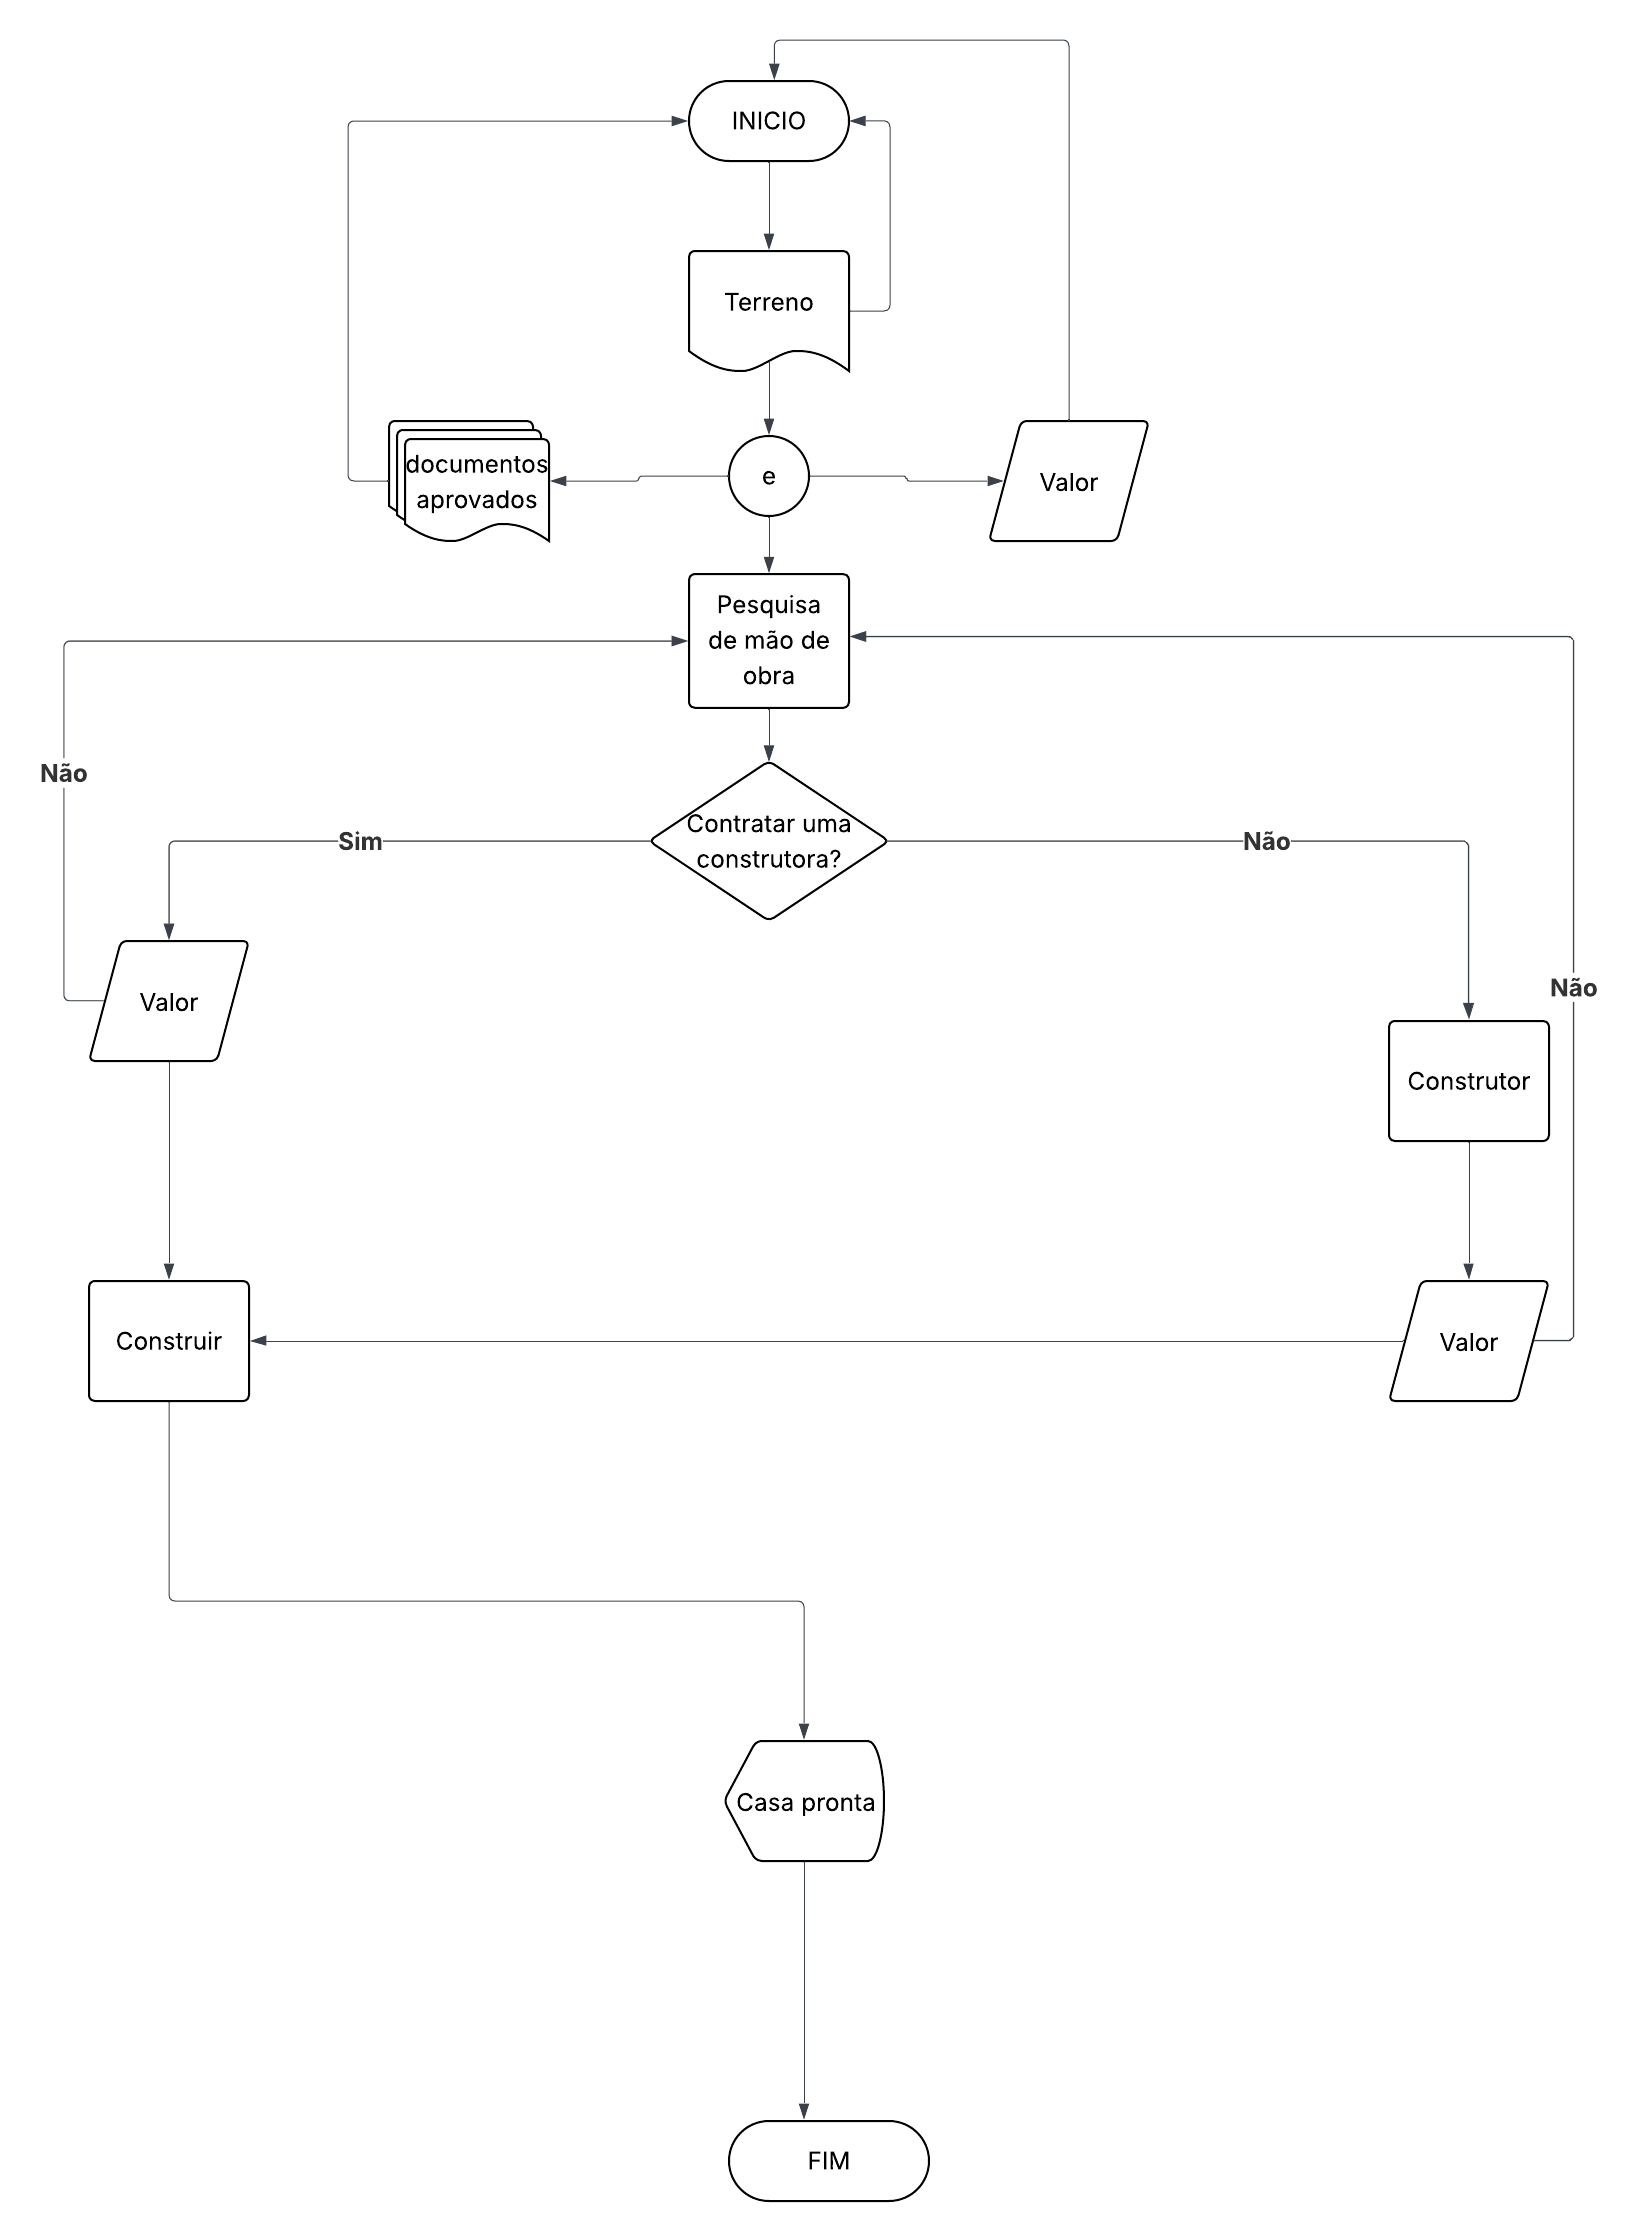 INICIO
Terreno
documentos
aprovados
e
Valor
Pesquisa
de mão de
obra
Não
Contratar uma
construtora?
Sim
Não
Não
Valor
Construtor
Construir
Valor
Casa pronta
FIM